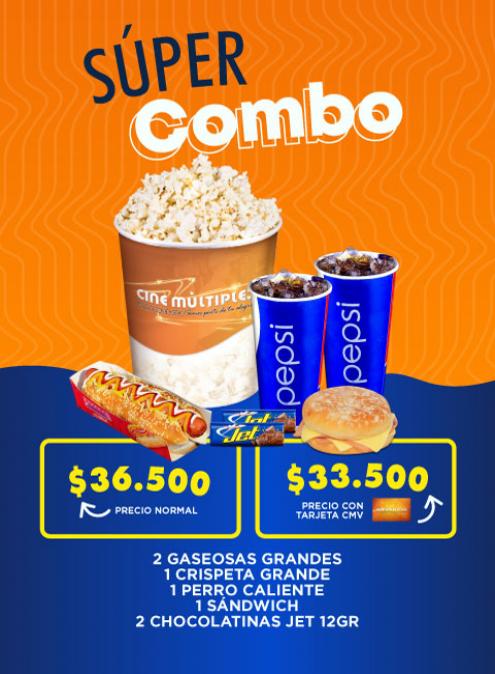 SÚPER
Combo
CINE MÚLTIPLE
pepsi
pepsi
Jet
Jet
$36.500
PRECIO NORMAL
$33.500
PRECIO CON
TARJETA CMV
2 GASEOSAS GRANDES
1 CRISPETA GRANDE
1 PERRO CALIENTE
1 SÁNDWICH
2 CHOCOLATINAS JET 12GR